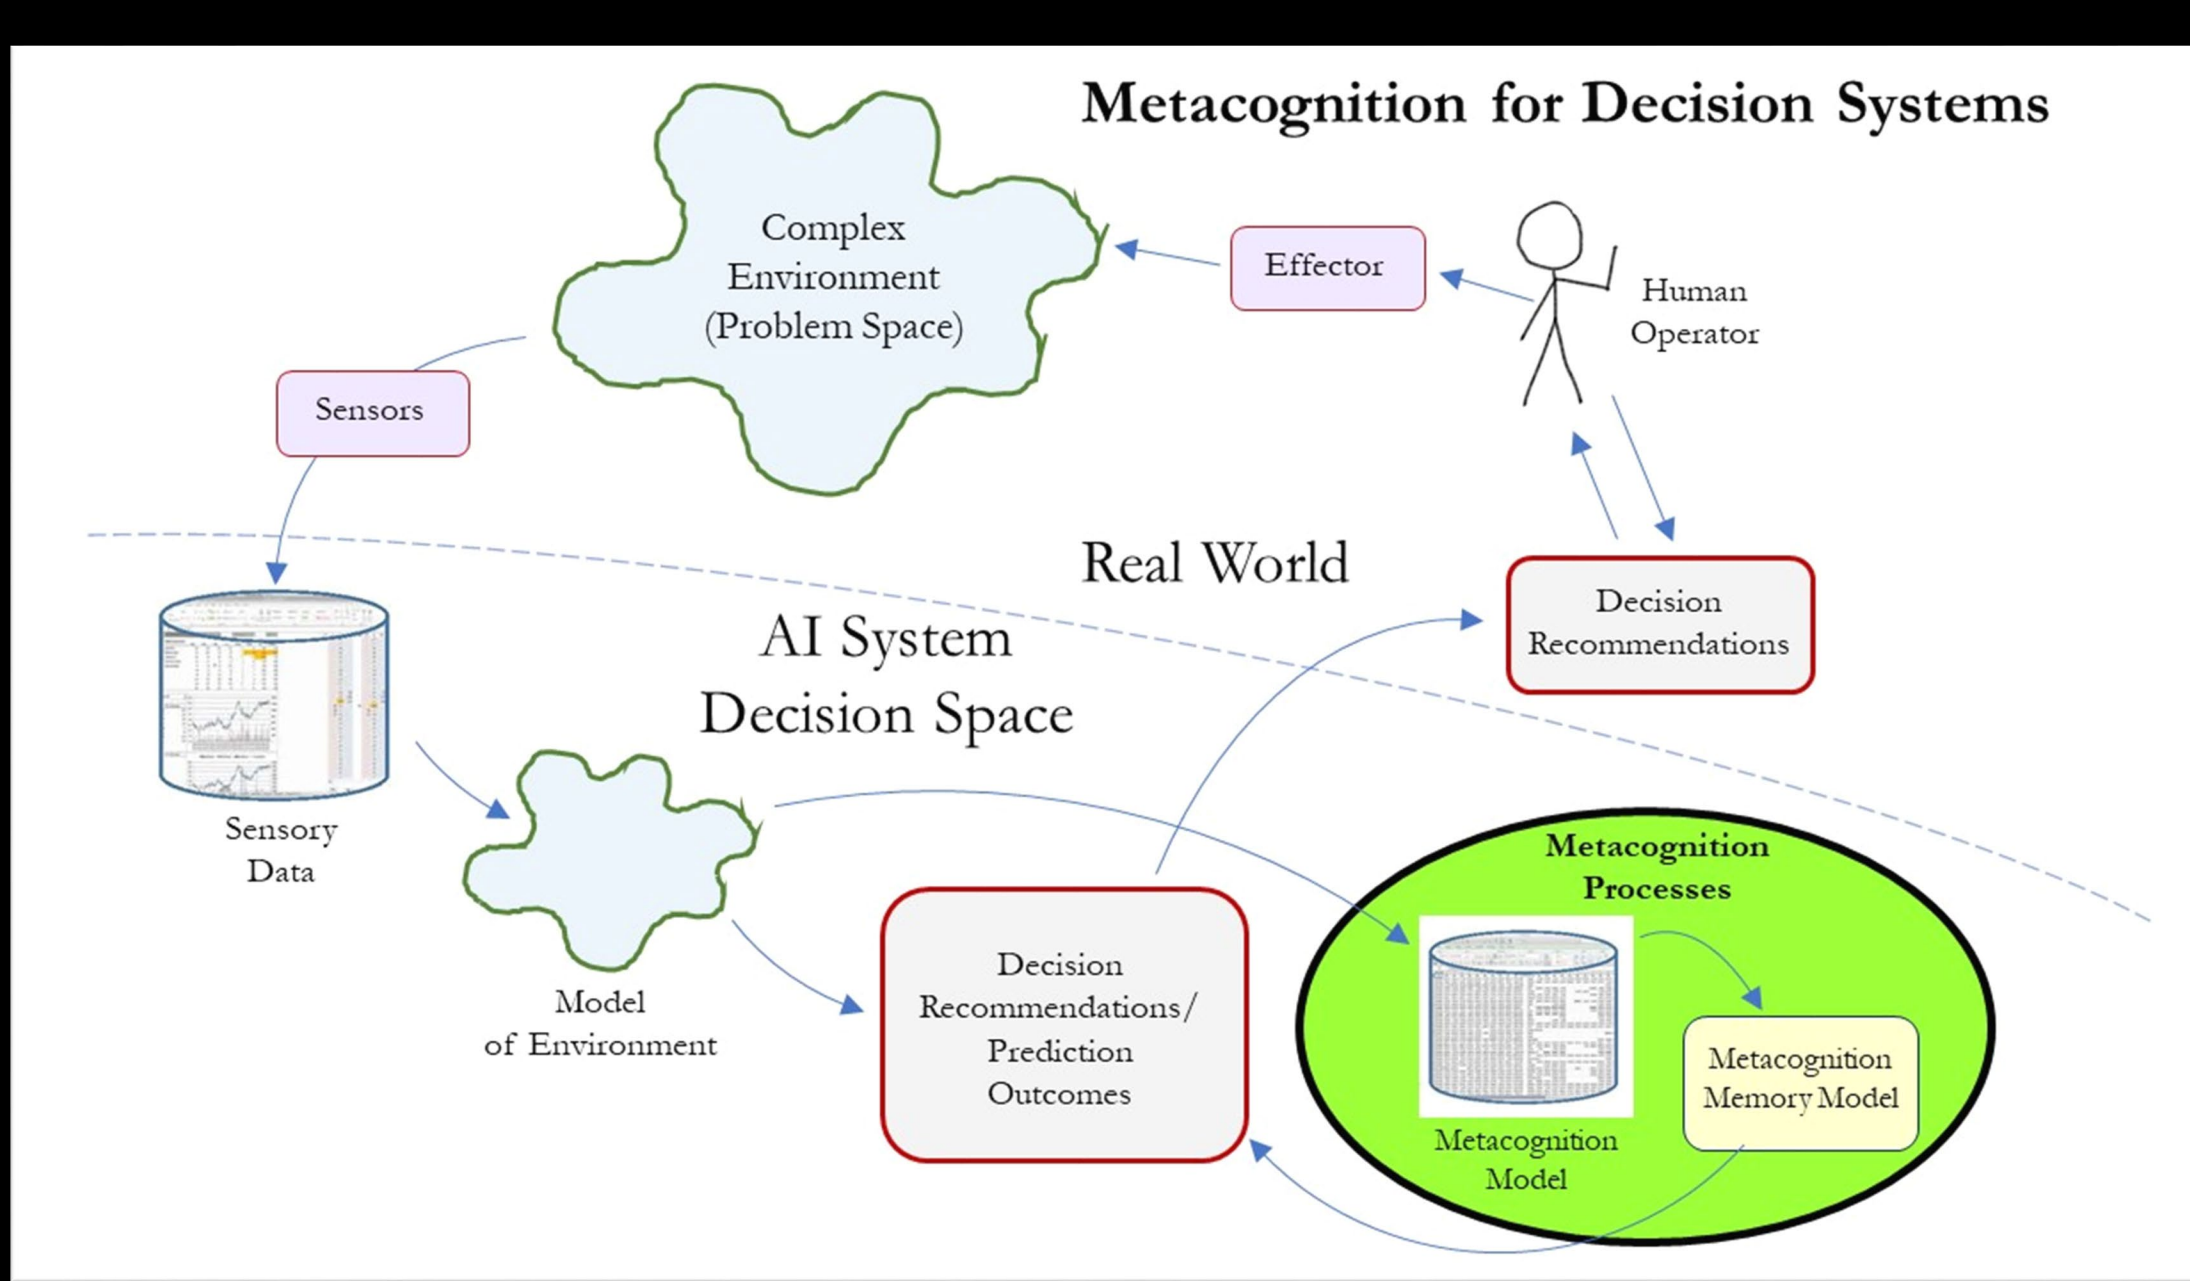 Metacognition for Decision Systems
Complex
Environment
(Problem Space)
Effector
Human
Operator
Sensors
Real World
Decision
Recommendations
AI System
Decision Space
Sensory
Data
Model
of Environment
Decision
Recommendations/
Prediction
Outcomes
Metacognition
Processes
Metacognition
Model
Metacognition
Memory Model